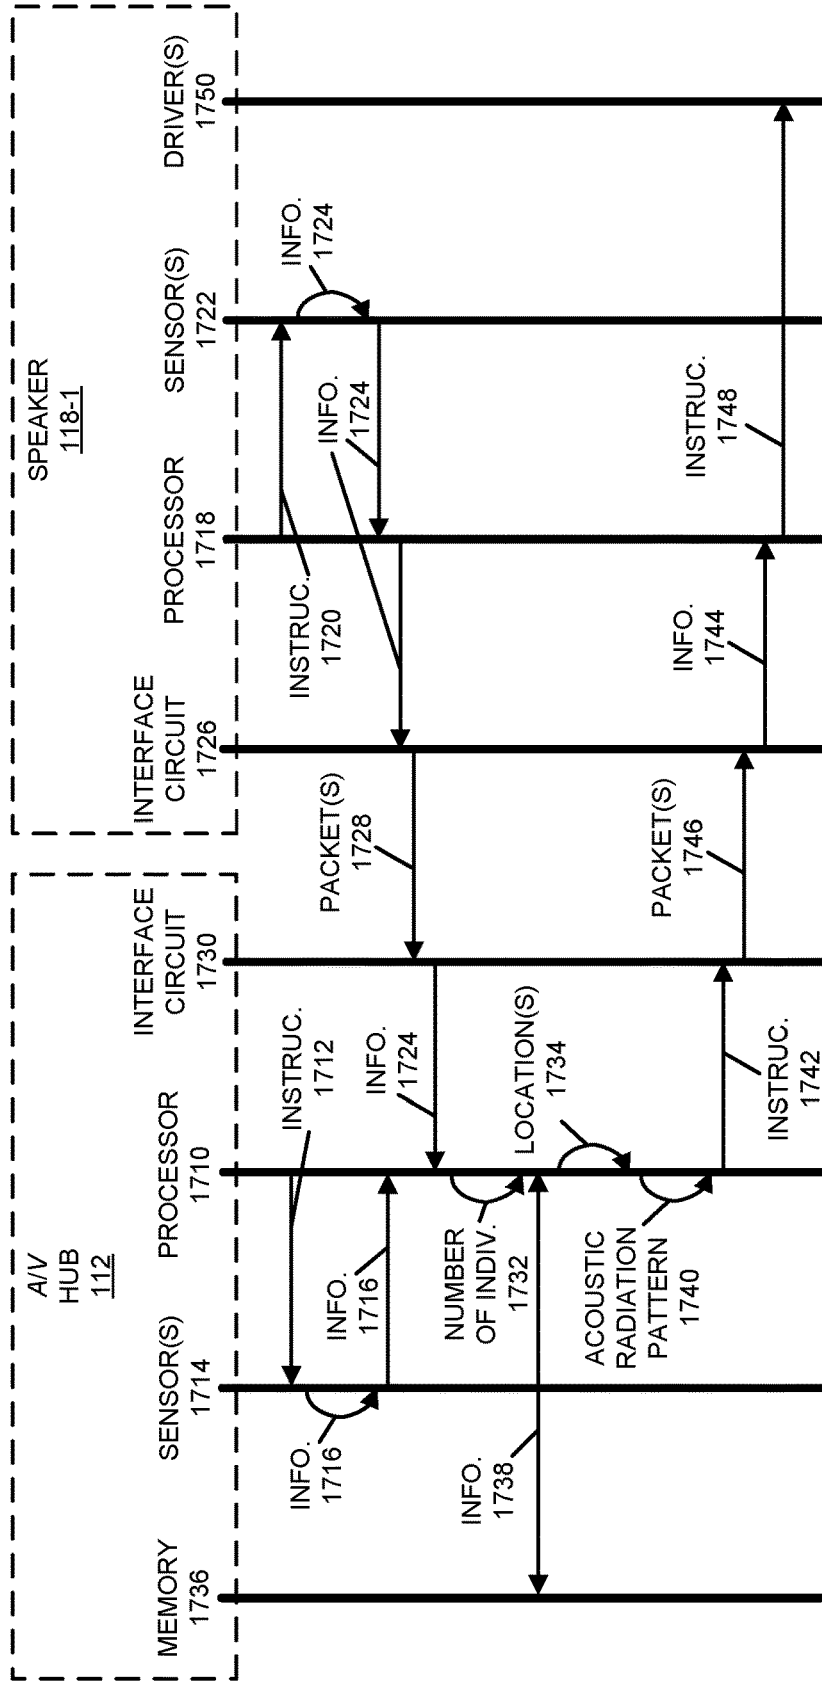 A/V
HUB
112
SPEAKER
118-1
MEMORY
1736
SENSOR(S)
1714
PROCESSOR
1710
INTERFACE
CIRCUIT
1730
INTERFACE
CIRCUIT
1726
PROCESSOR
1718
SENSOR(S)
1722
DRIVER(S)
1750
INSTRUC.
1712
INFO.
1716
INFO.
1716
INSTRUC.
1720
INFO.
1724
INFO.
1724
PACKET(S)
1728
INFO.
1724
NUMBER
OF INDIV.
1732
INFO.
1738
LOCATION(S)
1734
ACOUSTIC
RADIATION
PATTERN
1740
INSTRUC.
1742
PACKET(S)
1746
INFO.
1744
INSTRUC.
1748